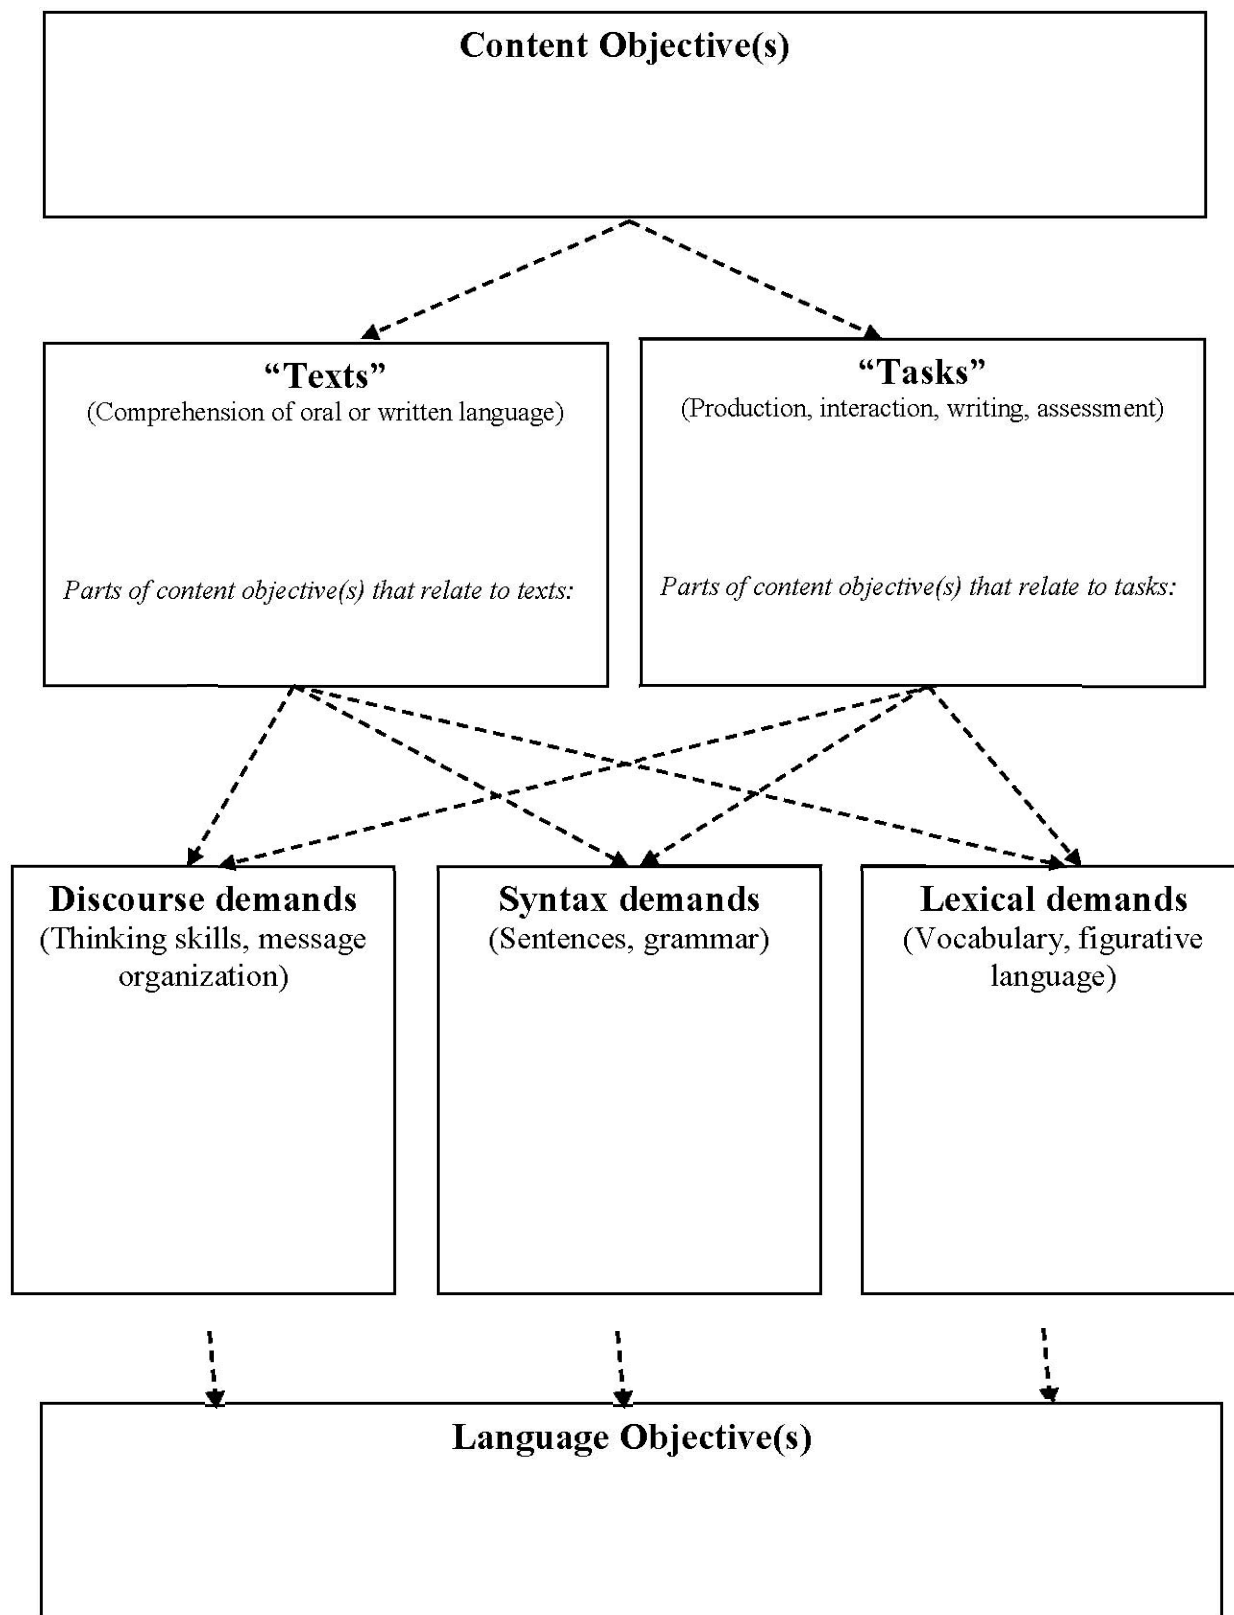 Content Objective(s)
“Texts”
(Comprehension of oral or written language)
Parts of content objective(s) that relate to texts:
“Tasks”
(Production, interaction, writing, assessment)
Parts of content objective(s) that relate to tasks:
Discourse demands
(Thinking skills, message
organization)
Syntax demands
(Sentences, grammar)
Lexical demands
(Vocabulary, figurative
language)
Language Objective(s)